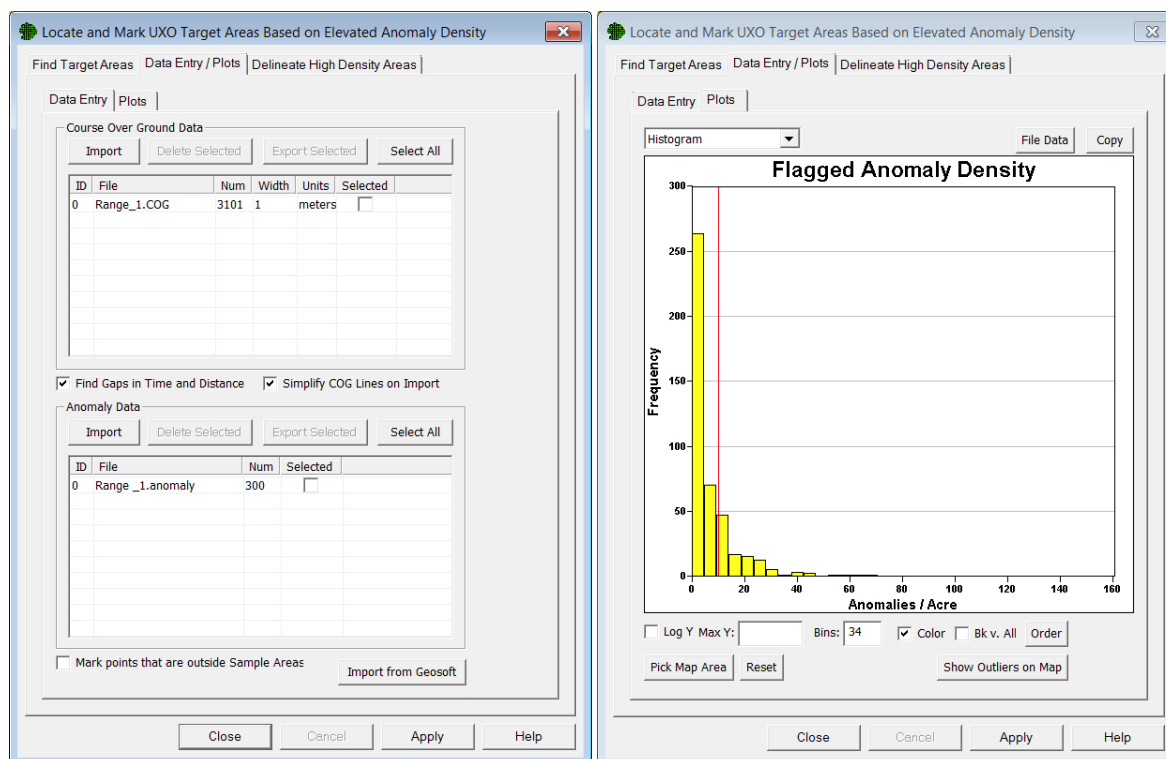 Locate and Mark UXO Target Areas Based on Elevated Anomaly Density
Find Target Areas Data Entry / Plots Delineate High Density Areas
Data Entry Plots
Course Over Ground Data
Import Delete Selected Export Selected Select All
ID File Num Width Units Selected
0 Range_1.COG 3101 1 meters
Find Gaps in Time and Distance Simplify COG Lines on Import
Anomaly Data
Import Delete Selected Export Selected Select All
ID File Num Selected
0 Range _1.anomaly 300
Mark points that are outside Sample Areas
Import from Geosoft
Close Cancel Apply Help
Locate and Mark UXO Target Areas Based on Elevated Anomaly Density
Find Target Areas Data Entry / Plots Delineate High Density Areas
Data Entry Plots
Histogram File Data Copy
Flagged Anomaly Density
300
250
200
150
100
50
0
Frequency
0 20 40 60 80 100 120 140 160
Anomalies / Acre
Log Y Max Y: Bins: 34 Color Bk v. All Order
Pick Map Area Reset Show Outliers on Map
Close Cancel Apply Help